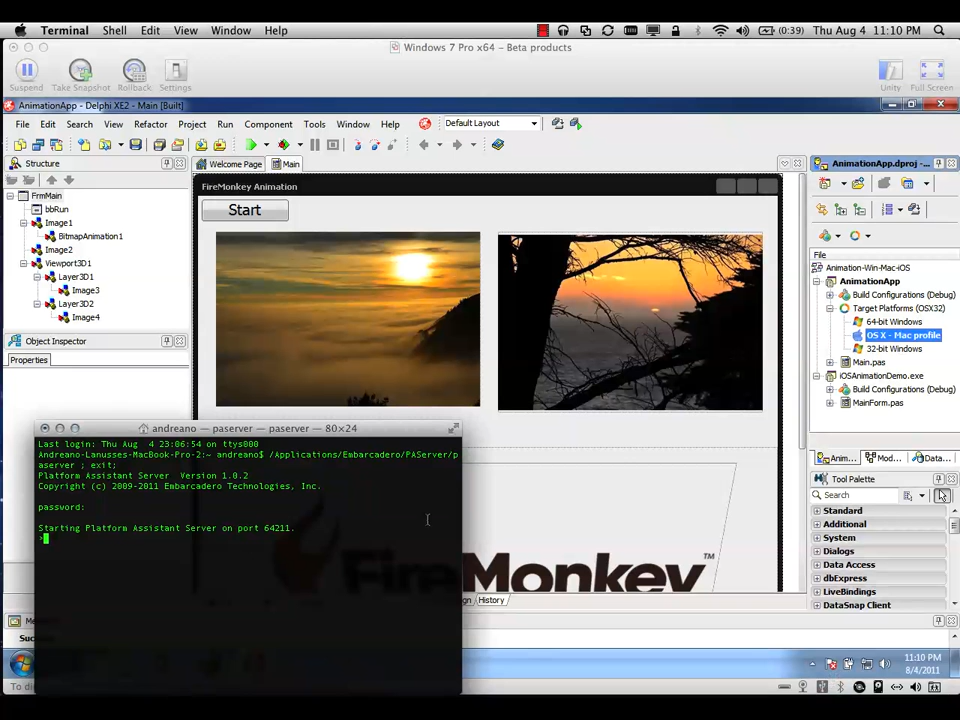 Terminal Shell Edit View Window Help (0:39) Thu Aug 4 11:10 PM
Windows 7 Pro x64 — Beta products
Suspend Take Snapshot Rollback Settings Unity Full Screen
AnimationApp - Delphi XE2 - Main [Built]
File Edit Search View Refactor Project Run Component Tools Window Help Default Layout
Structure
Welcome Page Main
AnimationApp.dproj -
FrmMain
bbRun
Image1
BitmapAnimation1
Image2
Viewport3D1
Layer3D1
Image3
Layer3D2
Image4
Object Inspector
Properties
FireMonkey Animation
Start
FireMonkey™
History
File
Animation-Win-Mac-iOS
AnimationApp
Build Configurations (Debug)
Target Platforms (OSX32)
64-bit Windows
OS X - Mac profile
32-bit Windows
Main.pas
iOSAnimationDemo.exe
Build Configurations (Debug)
MainForm.pas
Anim... Mod... Data...
Tool Palette
Search
Standard
Additional
System
Dialogs
Data Access
dbExpress
LiveBindings
DataSnap Client
andreano — paserver — paserver — 80×24
Last login: Thu Aug 4 23:06:54 on ttys000
Andreano-Lanusses-MacBook-Pro-2:~ andreano$ /Applications/Embarcadero/PAServer/p
aserver ; exit;
Platform Assistant Server Version 1.0.2
Copyright (c) 2009-2011 Embarcadero Technologies, Inc.
password:
Starting Platform Assistant Server on port 64211.
>
11:10 PM
8/4/2011